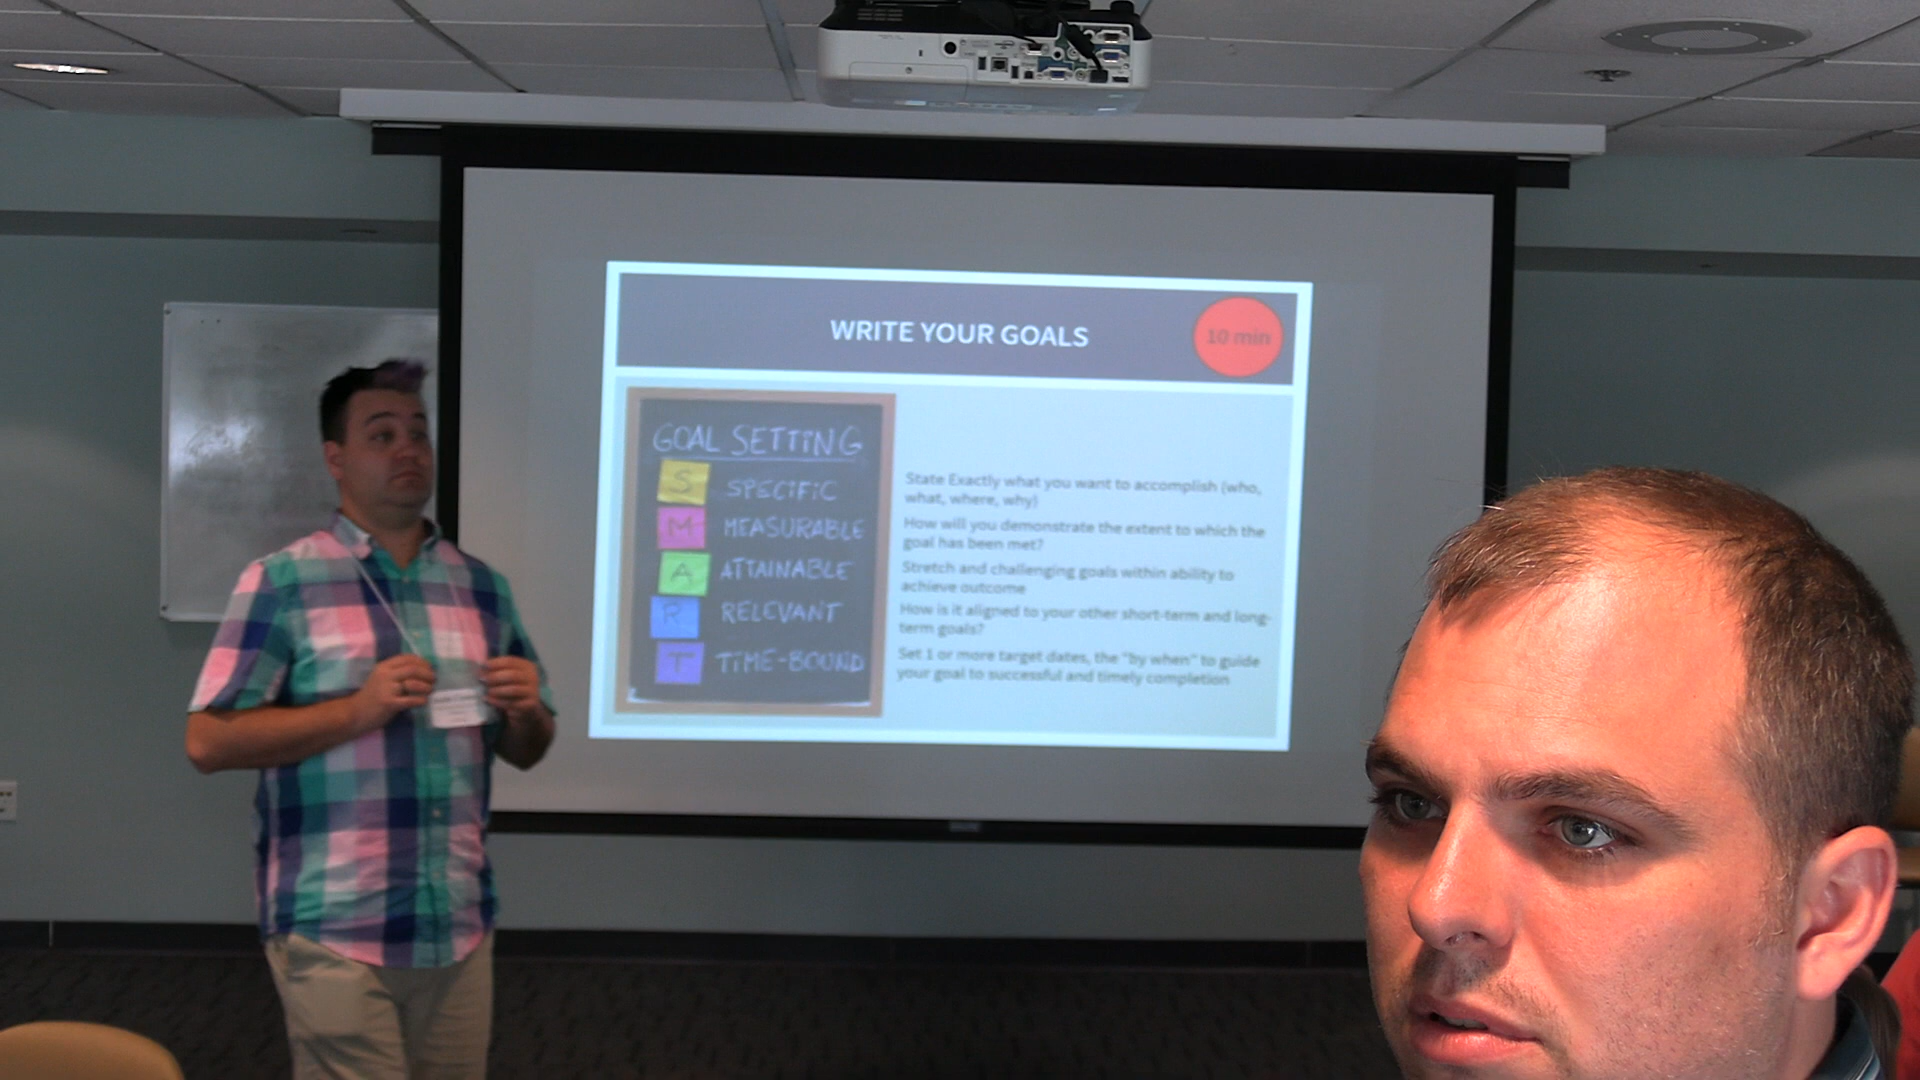 WRITE YOUR GOALS
10 min
GOAL SETTING
S SPECIFIC
State Exactly what you want to accomplish (who,
what, where, why)
M MEASURABLE
How will you demonstrate the extent to which the
goal has been met?
A ATTAINABLE
Stretch and challenging goals within ability to
achieve outcome
R RELEVANT
How is it aligned to your other short-term and long-
term goals?
T TIME-BOUND
Set 1 or more target dates, the "by when" to guide
your goal to successful and timely completion